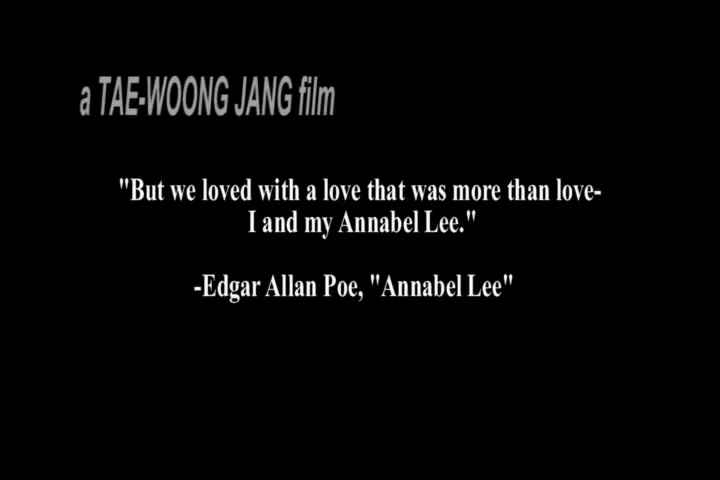 a TAE-WOONG JANG film
"But we loved with a love that was more than love-
I and my Annabel Lee."
-Edgar Allan Poe, "Annabel Lee"